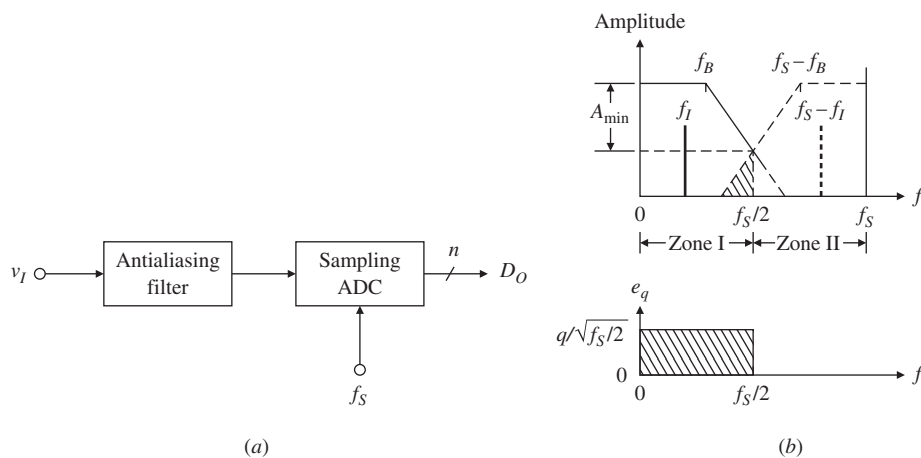 v_I
Antialiasing
filter
Sampling
ADC
n
D_O
f_S
(a)
Amplitude
f_B
f_S – f_B
A_min
f_I
f_S – f_I
0
f_S/2
f_S
f
Zone I
Zone II
e_q
q/√f_S/2
0
0
f_S/2
f
(b)